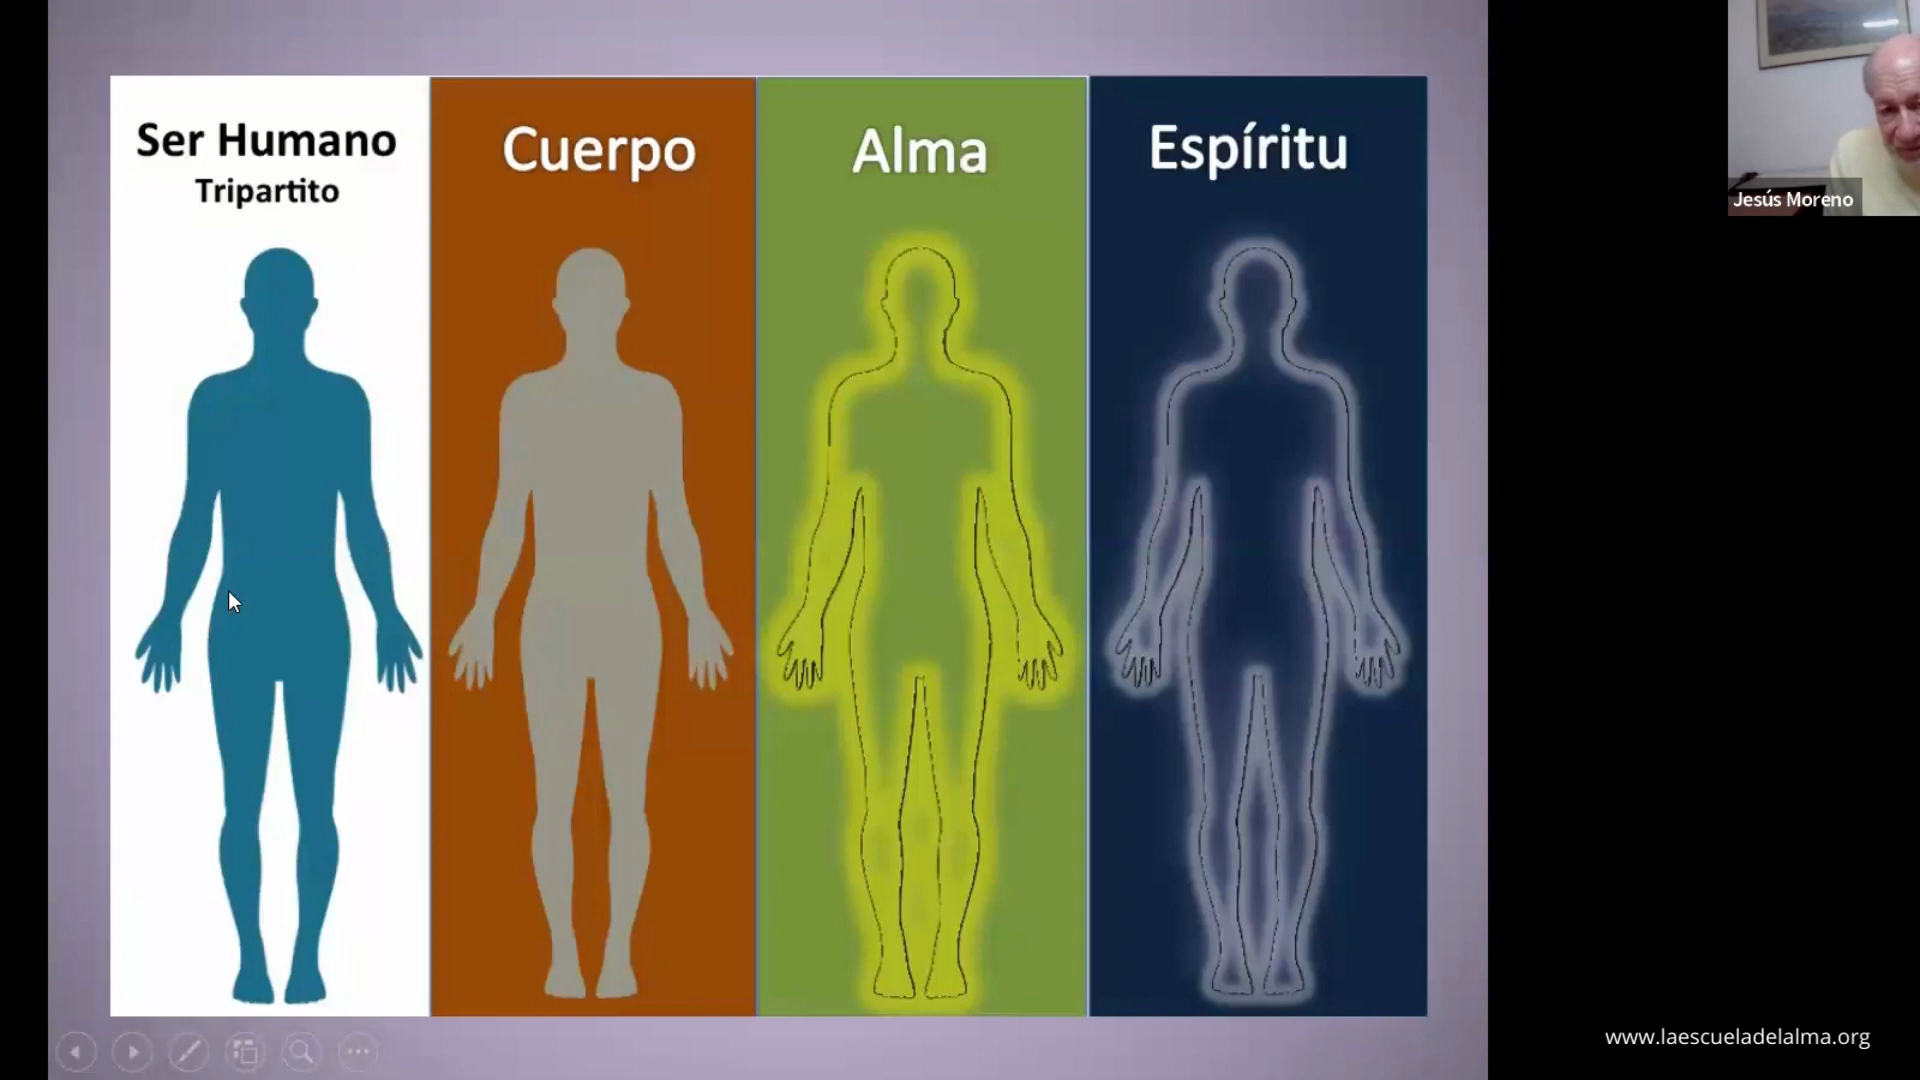 Ser Humano
Tripartito
Cuerpo
Alma
Espíritu
Jesús Moreno
www.laescueladelalma.org